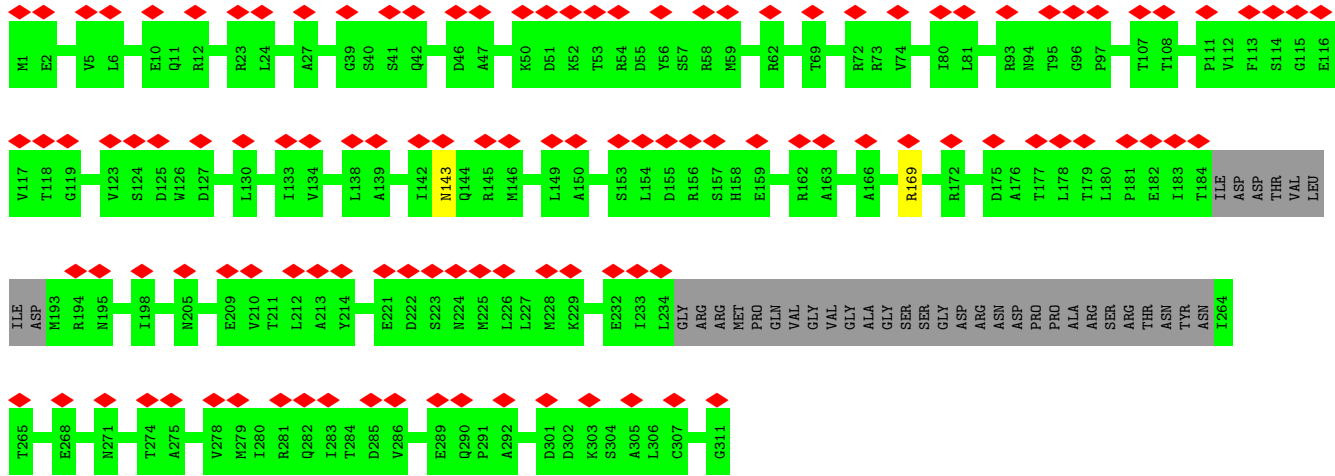 M1 E2 V5 L6 E10 Q11 R12 R23 L24 A27 G39 S40 S41 Q42 D46 A47 K50 D51 K52 T53 R54 D55 Y56 S57 R58 M59 R62 T69 R72 R73 V74 I80 L81 R93 N94 T95 G96 P97 T107 T108 P111 V112 F113 S114 G115 E116
V117 T118 G119 V123 S124 D125 W126 D127 L130 I133 V134 L138 A139 I142 N143 Q144 R145 M146 L149 A150 S153 L154 D155 R156 S157 H158 E159 R162 A163 A166 R169 R172 D175 A176 T177 L178 T179 L180 P181 E182 I183 T184 ILE ASP ASP THR VAL LEU
ILE ASP M193 R194 N195 I198 N205 E209 V210 T211 L212 A213 Y214 E221 D222 S223 N224 M225 L226 L227 M228 K229 E232 I233 L234 GLY ARG ARG MET PRO GLN VAL GLY VAL GLY ALA GLY SER SER GLY ASP ARG ASN ASP PRO PRO ALA ARG SER ARG THR ASN TYR ASN I264
T265 E268 N271 T274 A275 V278 M279 I280 R281 Q282 I283 T284 D285 V286 E289 Q290 P291 A292 D301 D302 K303 S304 A305 L306 C307 G311